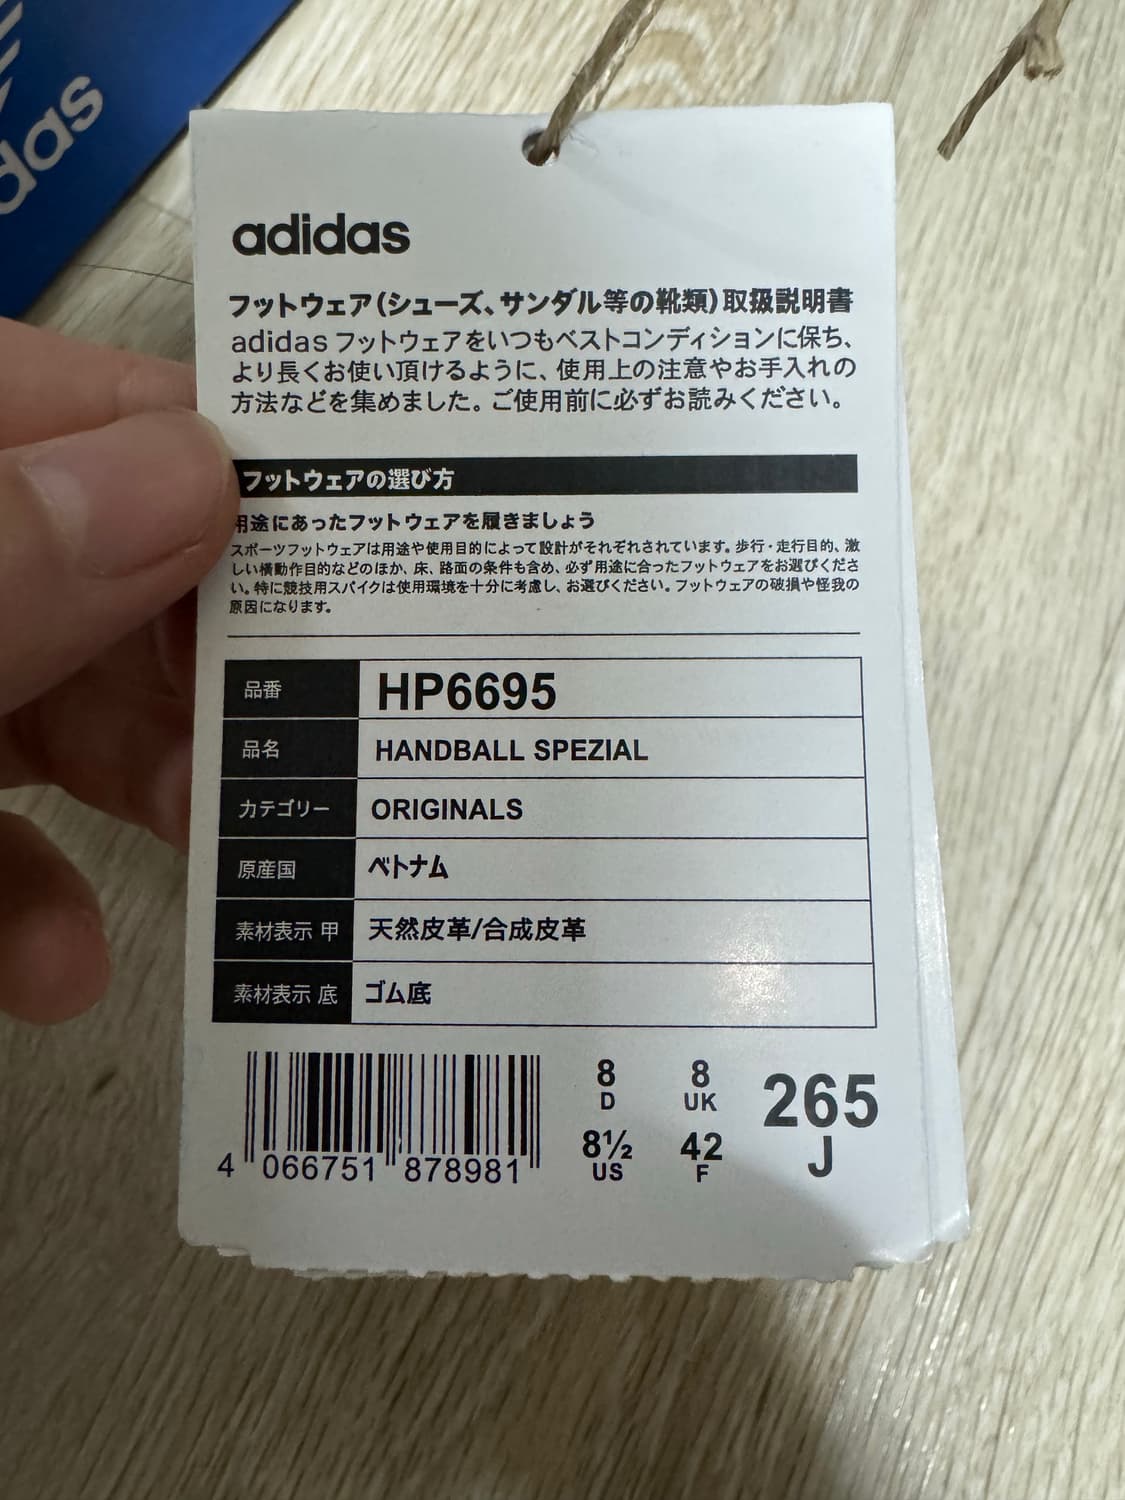 das
adidas
フットウェア(シューズ、サンダル等の靴類)取扱説明書
adidas フットウェアをいつもベストコンディションに保ち、
より長くお使い頂けるように、使用上の注意やお手入れの
方法などを集めました。ご使用前に必ずお読みください。
フットウェアの選び方
用途にあったフットウェアを履きましょう
スポーツフットウェアは用途や使用目的によって設計がそれぞれされています。歩行・走行目的、激
しい横動作目的などのほか、床、路面の条件も含め、必ず用途に合ったフットウェアをお選びくださ
い。特に競技用スパイクは使用環境を十分に考慮し、お選びください。フットウェアの破損や怪我の
原因になります。
品番 HP6695
品名 HANDBALL SPEZIAL
カテゴリー ORIGINALS
原産国 ベトナム
素材表示 甲 天然皮革/合成皮革
素材表示 底 ゴム底
4 066751 878981
8 8
D UK
265
8½ 42
US F
J